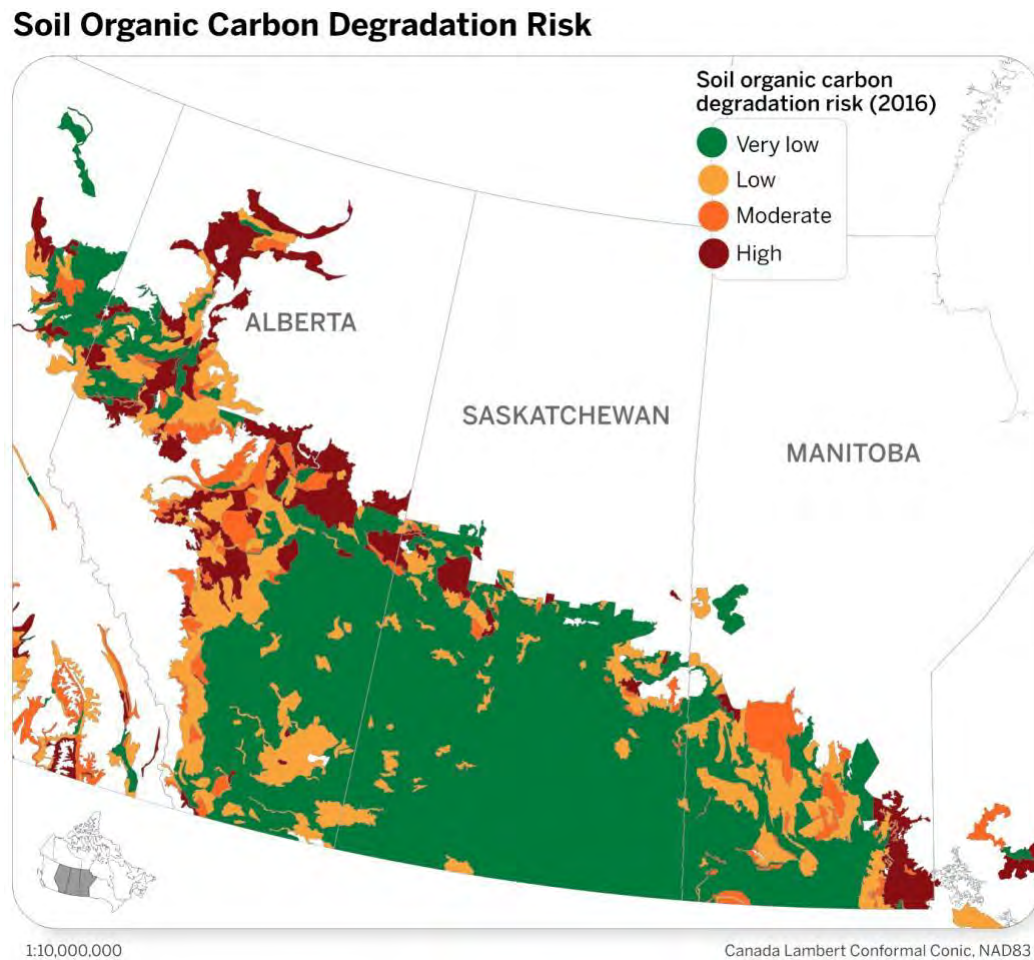 Soil Organic Carbon Degradation Risk
Soil organic carbon
degradation risk (2016)
Very low
Low
Moderate
High
ALBERTA
SASKATCHEWAN
MANITOBA
1:10,000,000
Canada Lambert Conformal Conic, NAD83